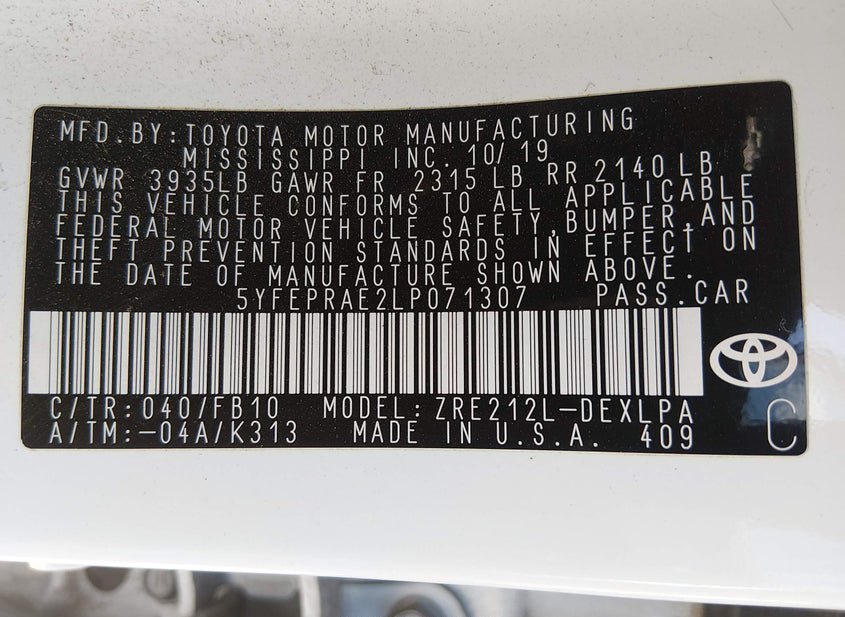 MFD.BY:TOYOTA MOTOR MANUFACTURING
MISSISSIPPI INC. 10/19
GVWR 3935LB GAWR FR 2315 LB RR 2140 LB
THIS VEHICLE CONFORMS TO ALL APPLICABLE
FEDERAL MOTOR VEHICLE SAFETY,BUMPER,AND
THEFT PREVENTION STANDARDS IN EFFECT ON
THE DATE OF MANUFACTURE SHOWN ABOVE.
5YFEPRAE2LP071307 PASS.CAR
C/TR:040/FB10 MODEL:ZRE212L-DEXLPA
A/TM:-04A/K313 MADE IN U.S.A. 409
C